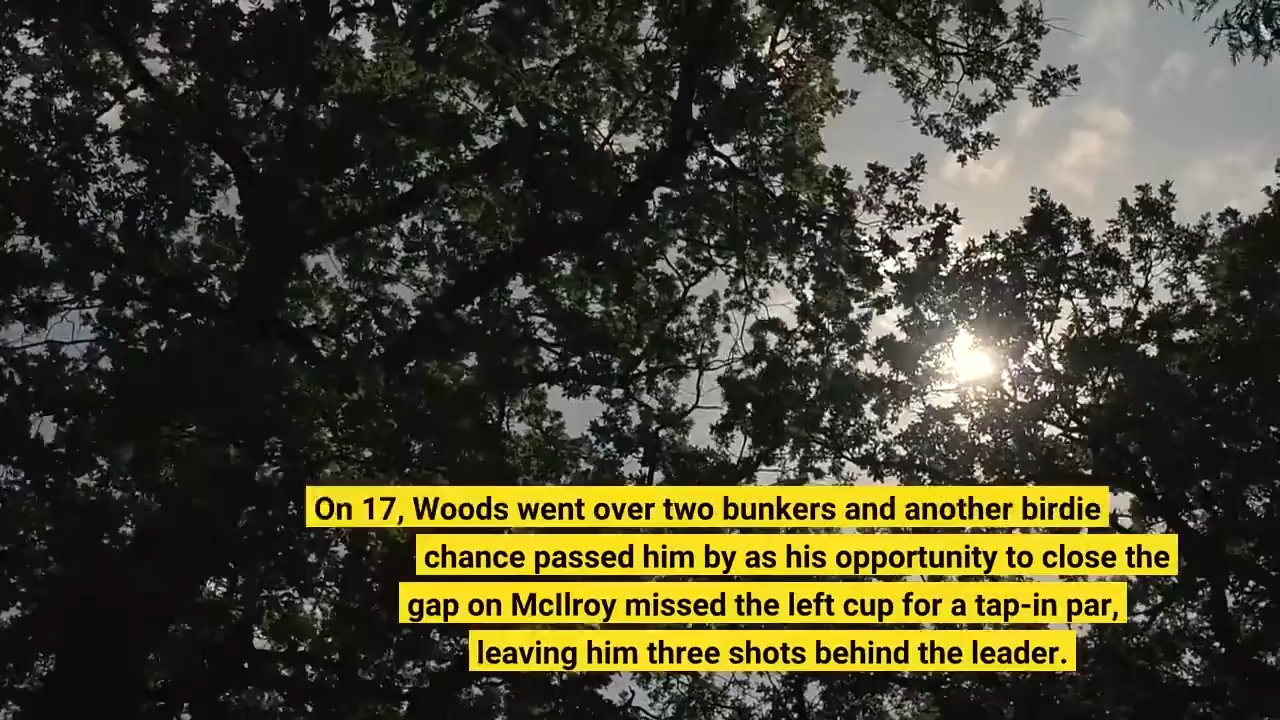 On 17, Woods went over two bunkers and another birdie
chance passed him by as his opportunity to close the
gap on McIlroy missed the left cup for a tap-in par,
leaving him three shots behind the leader.